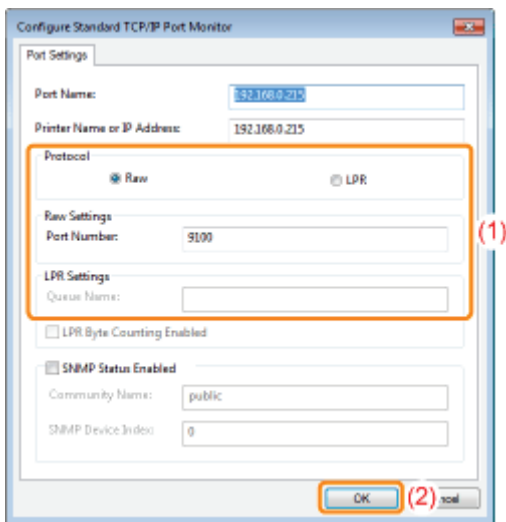 Configure Standard TCP/IP Port Monitor
Port Settings
Port Name: 192.168.0.215
Printer Name or IP Address: 192.168.0.215
Protocol
Raw LPR
(1)
Raw Settings
Port Number: 9100
LPR Settings
Queue Name:
LPR Byte Counting Enabled
SNMP Status Enabled
Community Name: public
SNMP Device Index: 0
OK (2) ncel